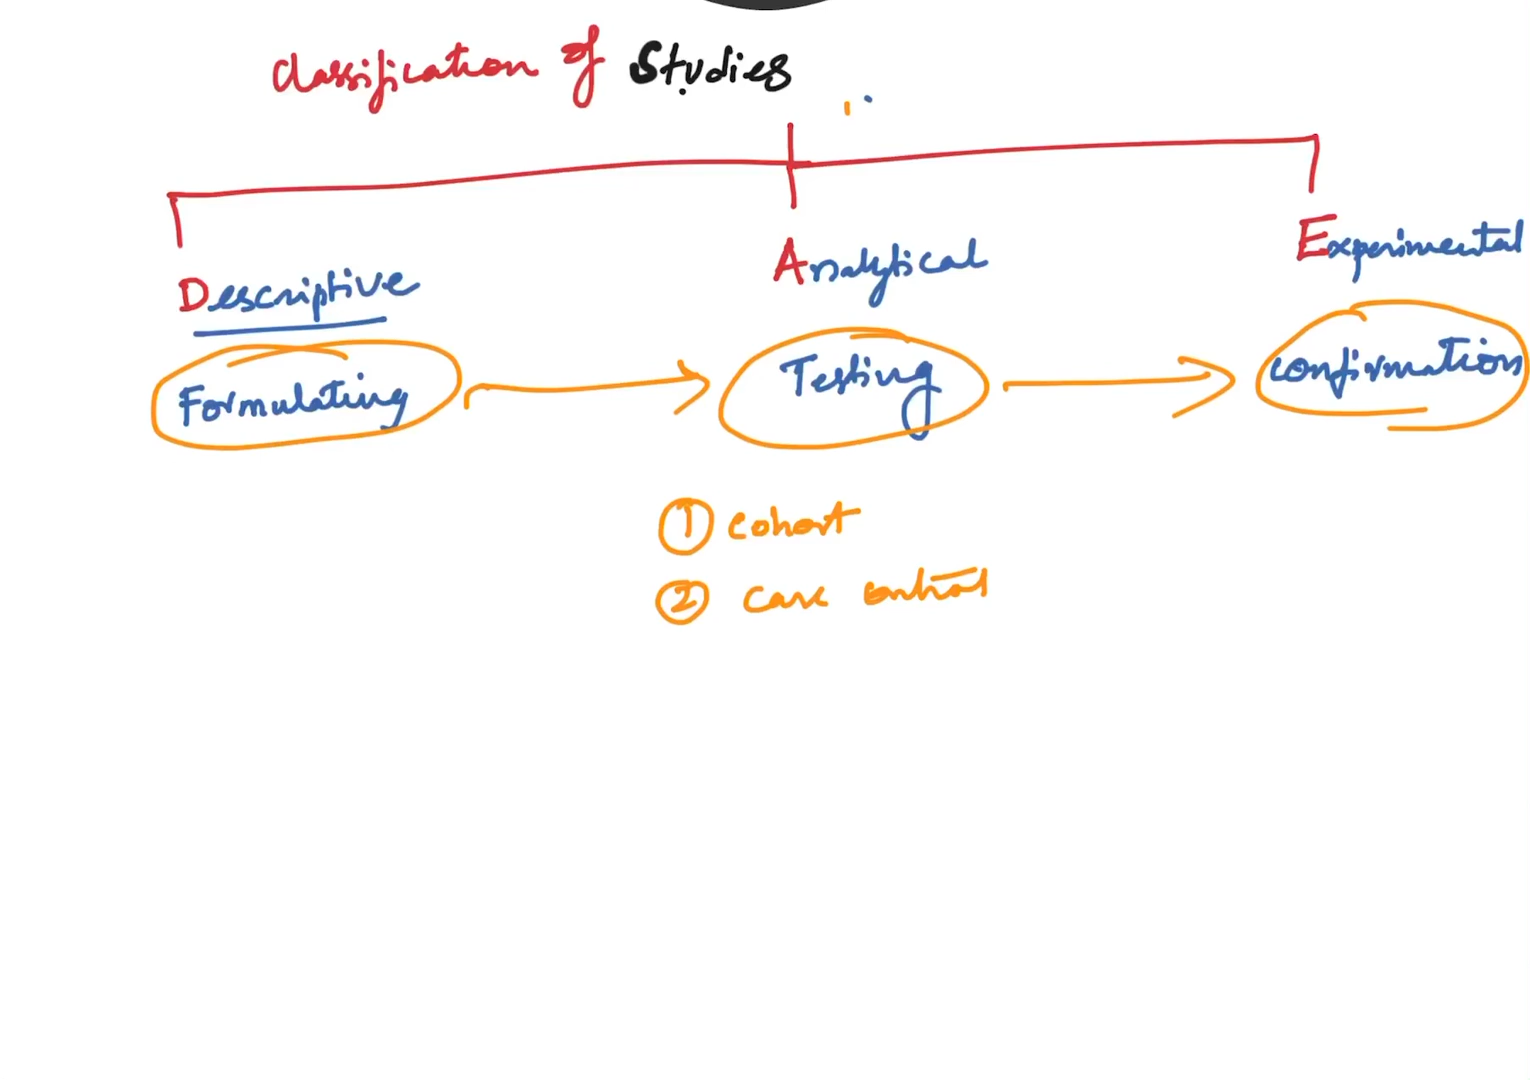 Classification of Studies
Descriptive
Analytical
Experimental
Formulating
Testing
confirmation
① cohort
② case control